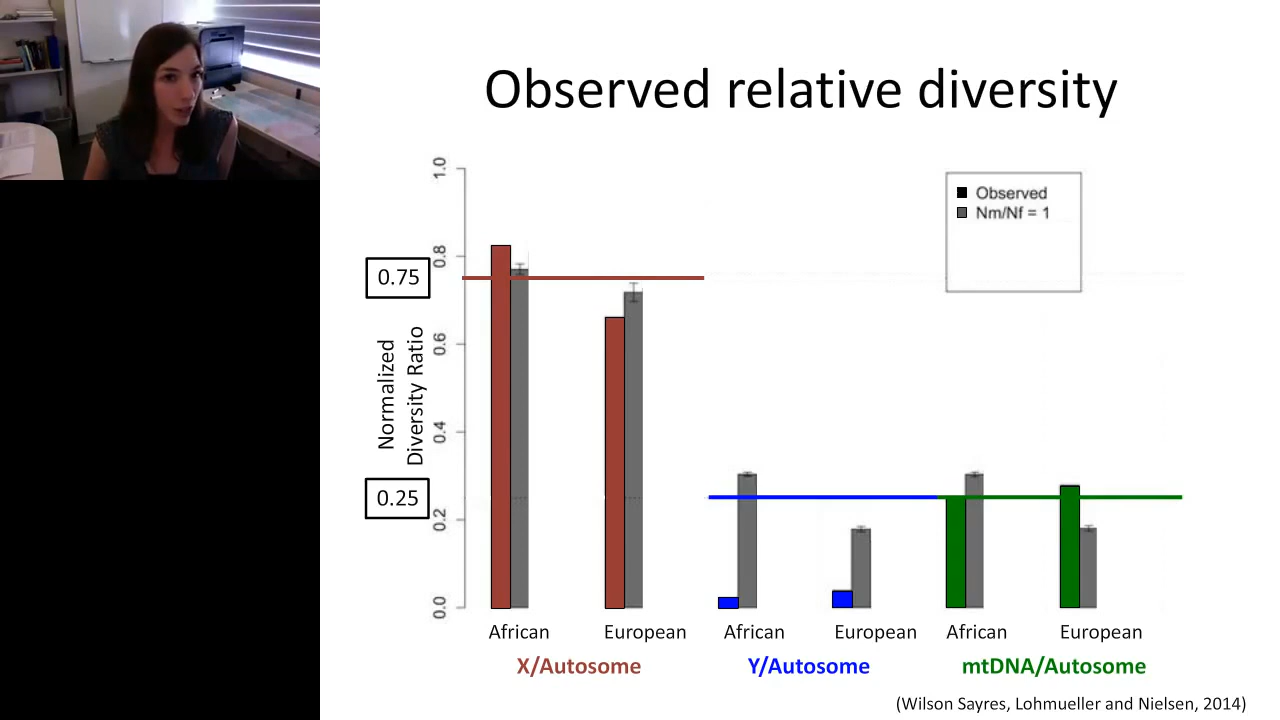 Observed relative diversity
Observed
Nm/Nf = 1
Normalized
Diversity Ratio
1.0
0.8
0.6
0.4
0.2
0.0
0.75
0.25
African
European
African
European
African
European
X/Autosome
Y/Autosome
mtDNA/Autosome
(Wilson Sayres, Lohmueller and Nielsen, 2014)